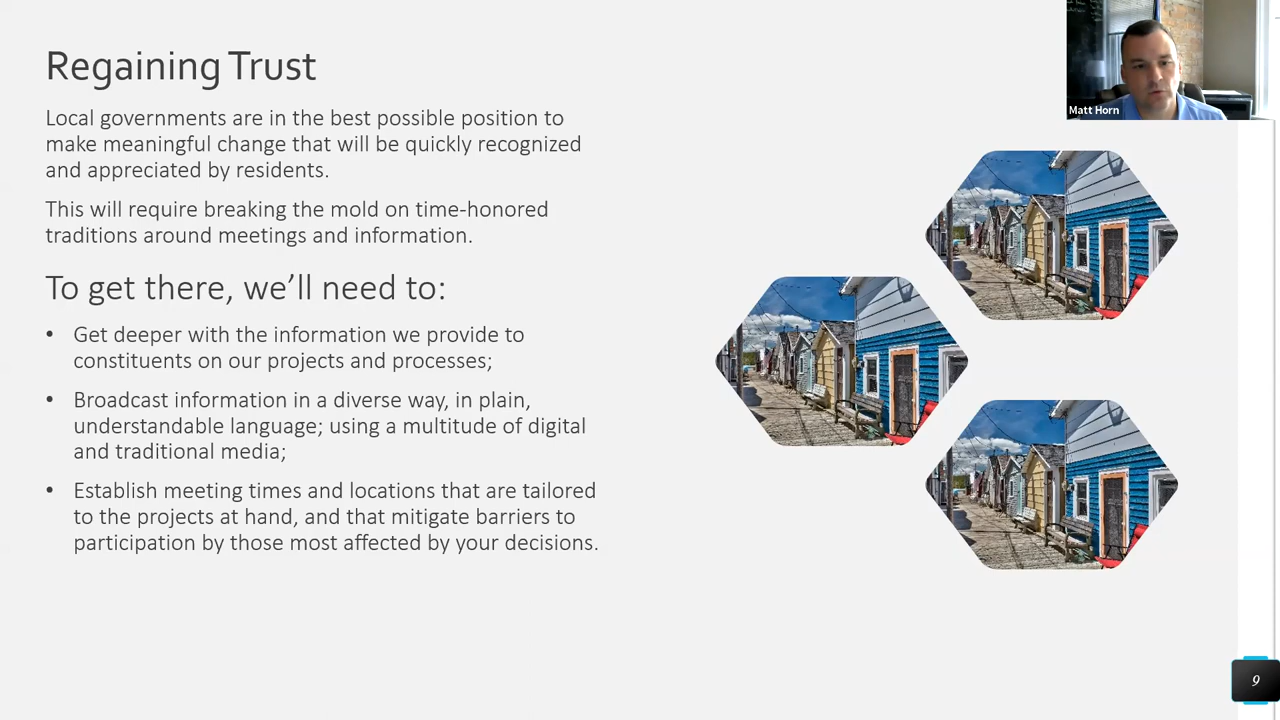 Regaining Trust
Local governments are in the best possible position to
make meaningful change that will be quickly recognized
and appreciated by residents.
This will require breaking the mold on time-honored
traditions around meetings and information.
To get there, we’ll need to:
• Get deeper with the information we provide to
constituents on our projects and processes;
• Broadcast information in a diverse way, in plain,
understandable language; using a multitude of digital
and traditional media;
• Establish meeting times and locations that are tailored
to the projects at hand, and that mitigate barriers to
participation by those most affected by your decisions.
Matt Horn
9